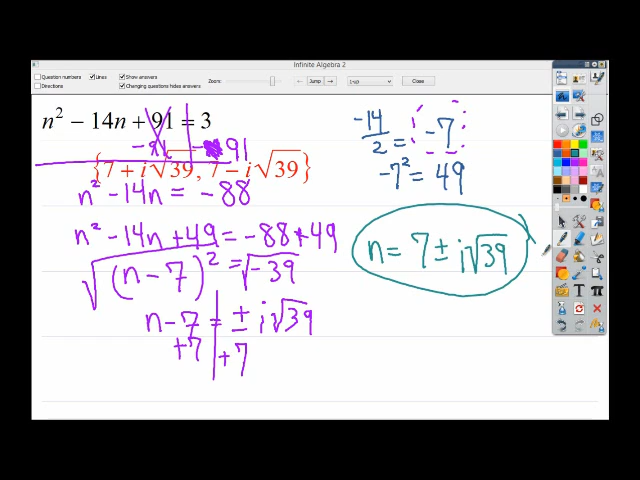 Infinite Algebra 2
Question numbers Lines Show answers Zoom: Jump 1-up Close
Directions Changing questions hides answers
n² − 14n + 91 = 3
− 91 − 91
{7 + i√39, 7 − i√39}
n² − 14n = − 88
n² − 14n + 49 = − 88 + 49
√(n − 7)² = √−39
n − 7 = ± i√39
+7 +7
-14/2 = -7
-7² = 49
n = 7 ± i√39